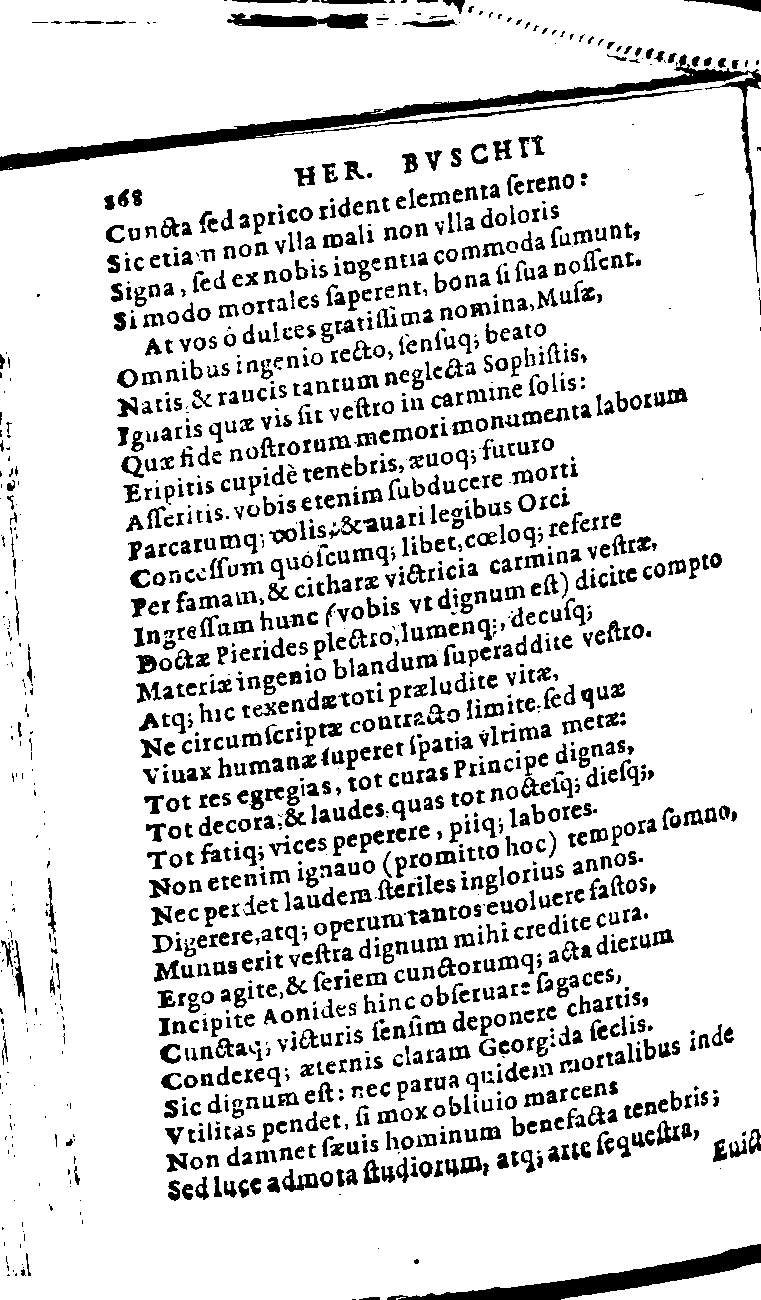 868
HER. BVSCHII
Cuncta ſed aprico rident elementa ſereno:
Sic etiam non vlla mali non vlla doloris
Signa, ſed ex nobis ingentia commoda ſumunt,
Si modo mortales ſaperent, bona ſi ſua noſſent.
At vos ô dulces gratiſſima nomina, Muſæ,
Omnibus ingenio recto, ſenſuq; beato
Natis, & raucis tantum neglecta Sophiſtis,
Ignaris quæ vis ſit veſtro in carmine ſolis:
Quæ fide noſtrorum memori monumenta laborum
Eripitis cupidè tenebris, æuoq; futuro
Aſſeritis. vobis etenim ſubducere morti
Parcarumq; colis, & auari legibus Orci
Conceſſum quoſcumq; libet, cœloq; referre
Per famam, & citharæ victricia carmina veſtræ,
Ingreſſum hunc (vobis vt dignum eſt) dicite compto
Doctæ Pierides plectro, lumenq;, decuſq;
Materiæ ingenio blandum ſuperaddite veſtro.
Atq; hic texendæ toti præludite vitæ,
Ne circumſcriptæ contracto limite, ſed quæ
Viuax humanæ ſuperet ſpatia vltima metæ:
Tot res egregias, tot curas Principe dignas,
Tot decora, & laudes, quas tot nocteſq; dieſq;,
Tot fatiq; vices peperere, piiq; labores.
Non etenim ignauo (promitto hoc) tempora ſomno,
Nec perdet laudem ſteriles inglorius annos.
Digerere, atq; operum tantos euoluere faſtos,
Munus erit veſtra dignum mihi credite cura.
Ergo agite, & ſeriem cunctorumq; acta dierum
Incipite Aonides hinc obſeruare ſagaces,
Cunctaq; victuris ſenſim deponere chartis,
Condereq; æternis claram Georgida ſeclis.
Sic dignum eſt: nec parua quidem mortalibus inde
Vtilitas pendet, ſi mox obliuio marcens
Non damnet ſæuis hominum benefacta tenebris;
Sed luce admota ſtudiorum, atq; arte ſequeſtra,